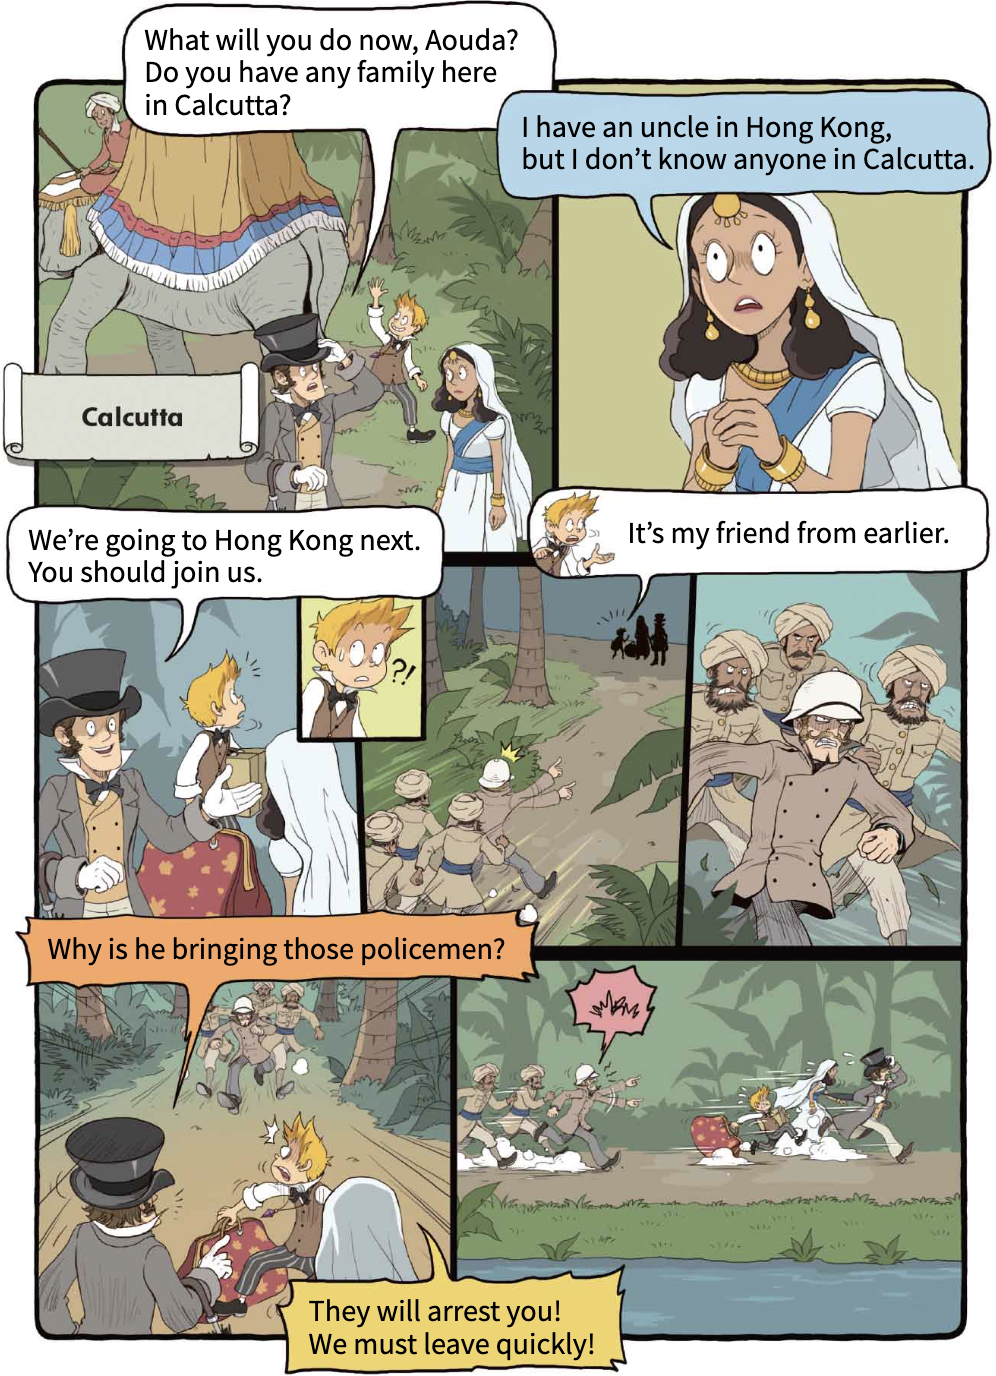 What will you do now, Aouda?
Do you have any family here
in Calcutta?
I have an uncle in Hong Kong,
but I don't know anyone in Calcutta.
Calcutta
We're going to Hong Kong next.
You should join us.
?!
It's my friend from earlier.
Why is he bringing those policemen?
They will arrest you!
We must leave quickly!